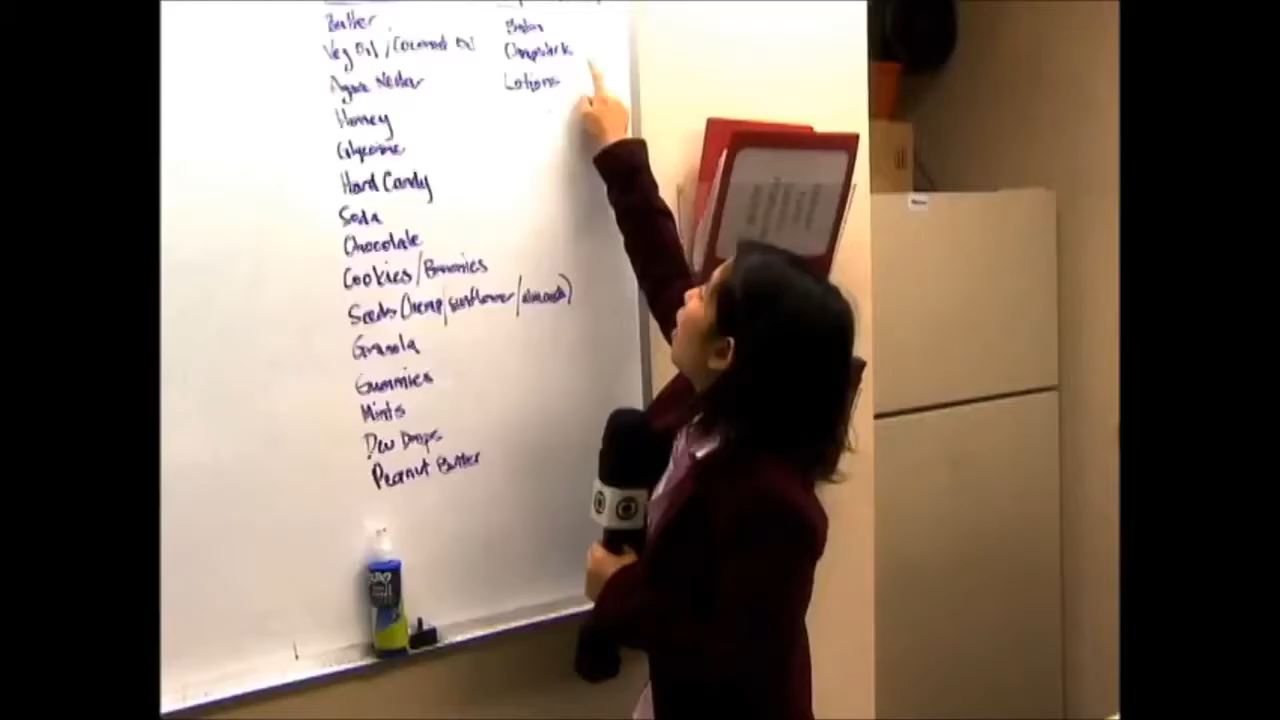 Butter
Veg Oil / Coconut Oil
Agave Nectar
Honey
Glycerine
Hard Candy
Soda
Chocolate
Cookies/Brownies
Seeds (hemp/sunflower/almonds)
Granola
Gummies
Mints
Dew Drops
Peanut Butter
Chapstick
Lotions